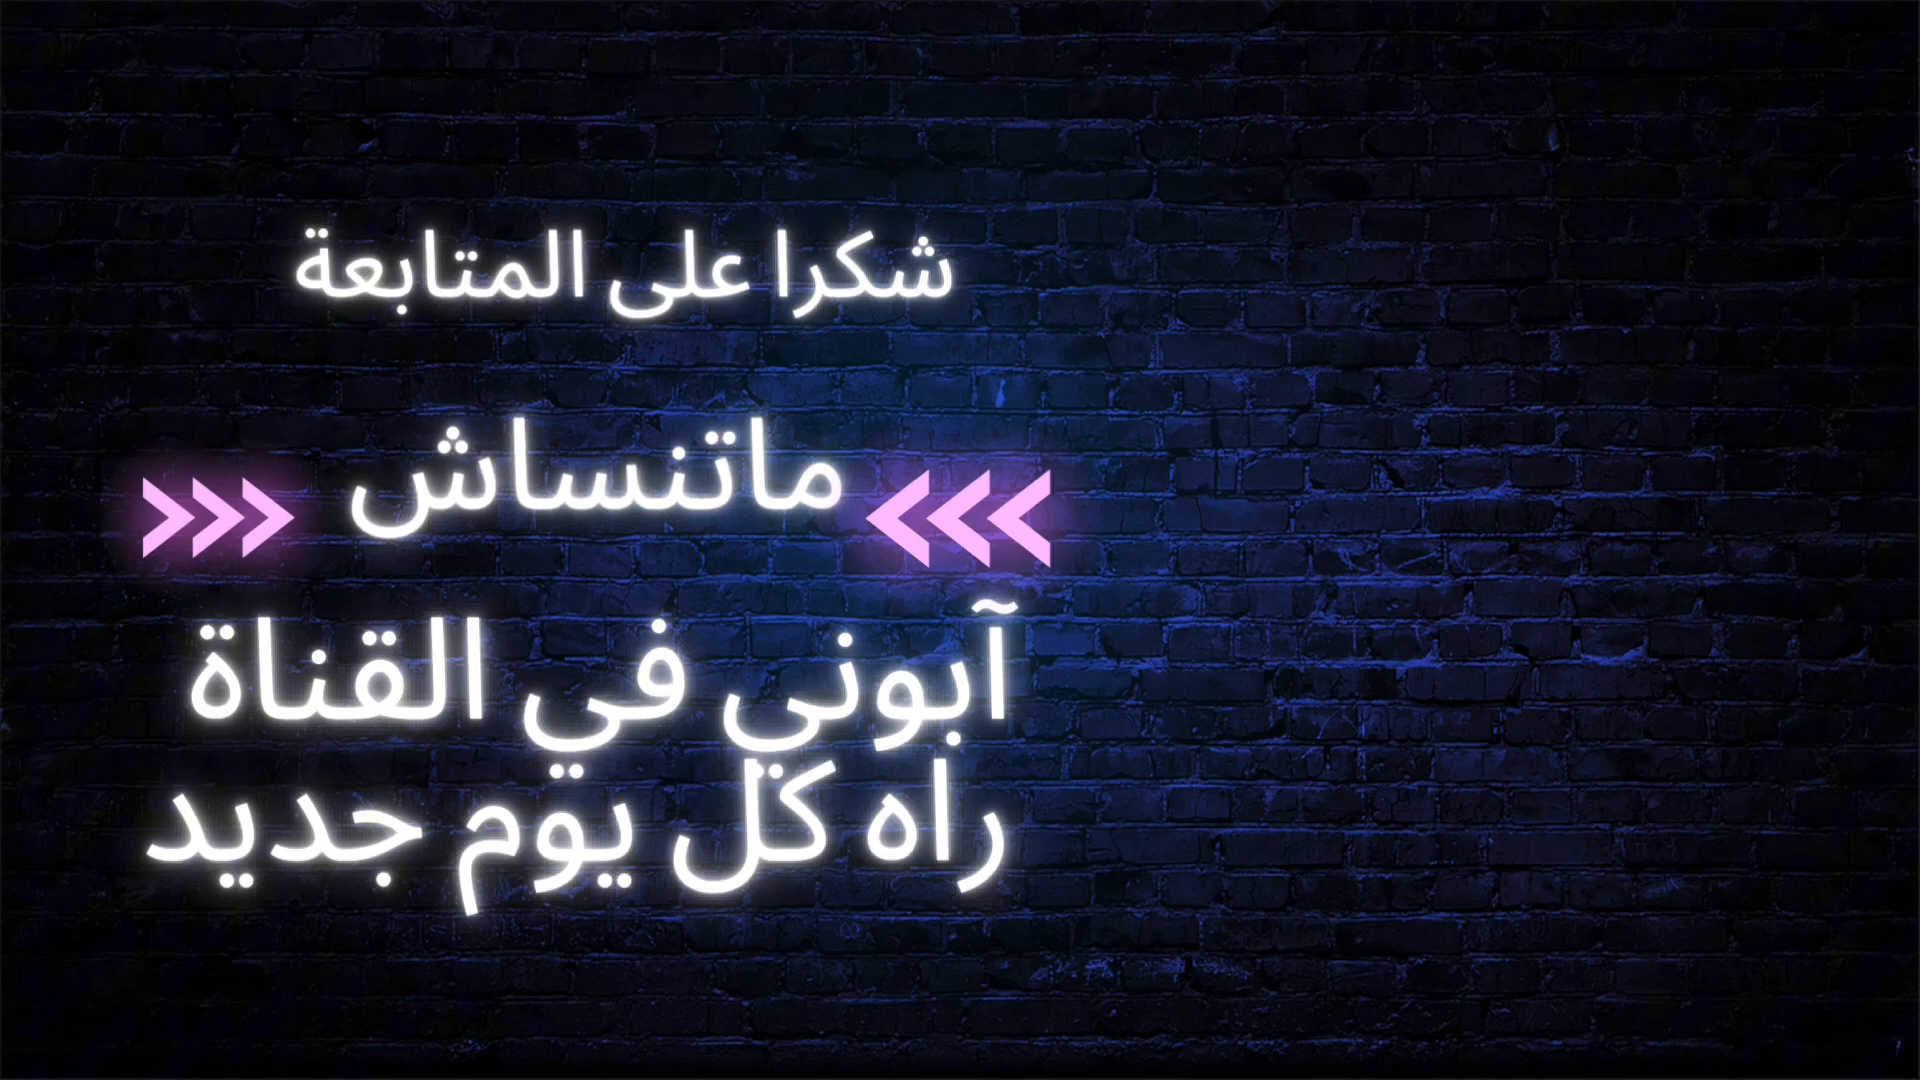 شكرا على المتابعة
ماتنساش
آبوني في القناة
راه كل يوم جديد